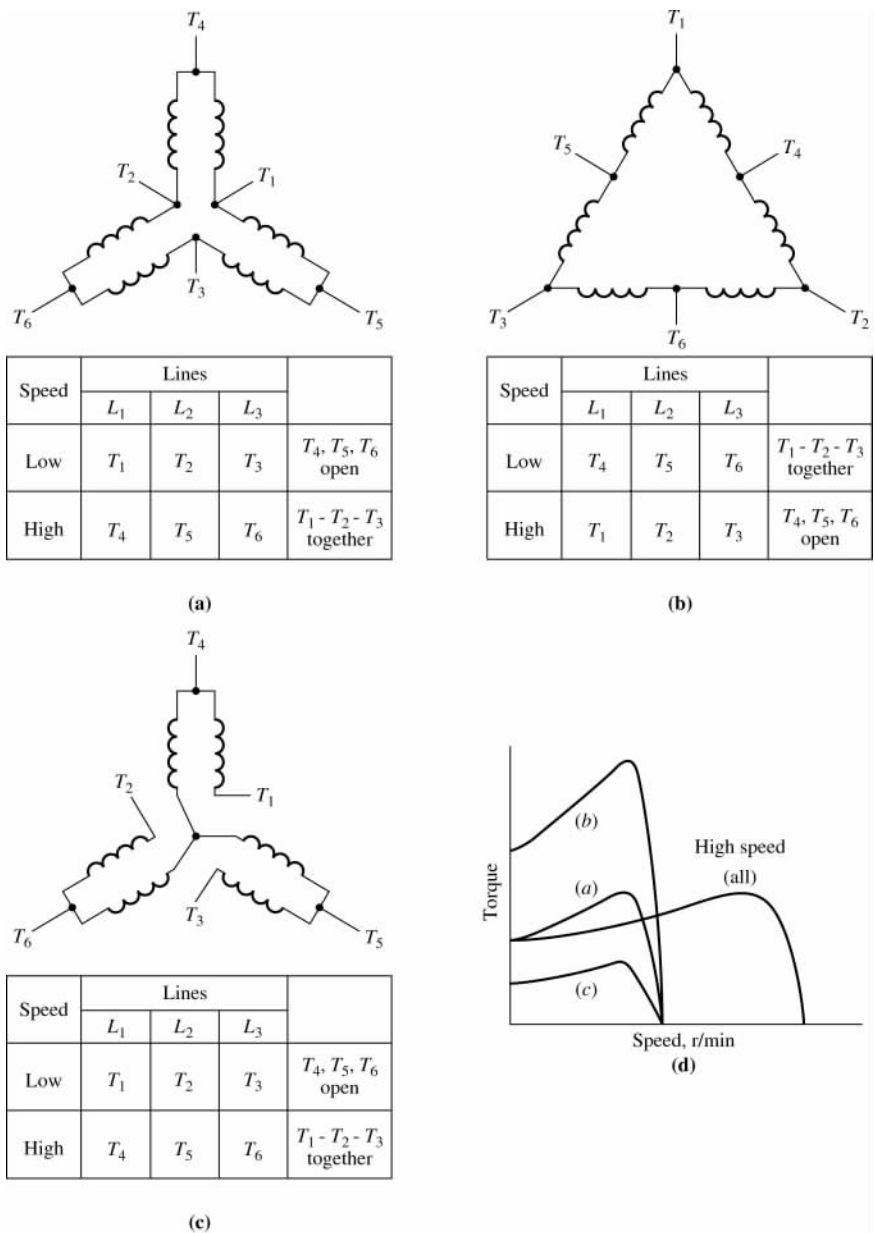 T4
T2
T1
T3
T6
T5
Speed
Lines
L1 L2 L3
Low T1 T2 T3 T4, T5, T6
open
High T4 T5 T6 T1 - T2 - T3
together
(a)
T1
T5
T4
T3
T6
T2
Speed
Lines
L1 L2 L3
Low T4 T5 T6 T1 - T2 - T3
together
High T1 T2 T3 T4, T5, T6
open
(b)
T4
T2
T1
T3
T6
T5
Speed
Lines
L1 L2 L3
Low T1 T2 T3 T4, T5, T6
open
High T4 T5 T6 T1 - T2 - T3
together
(c)
Torque
(b)
High speed
(a)
(all)
(c)
Speed, r/min
(d)